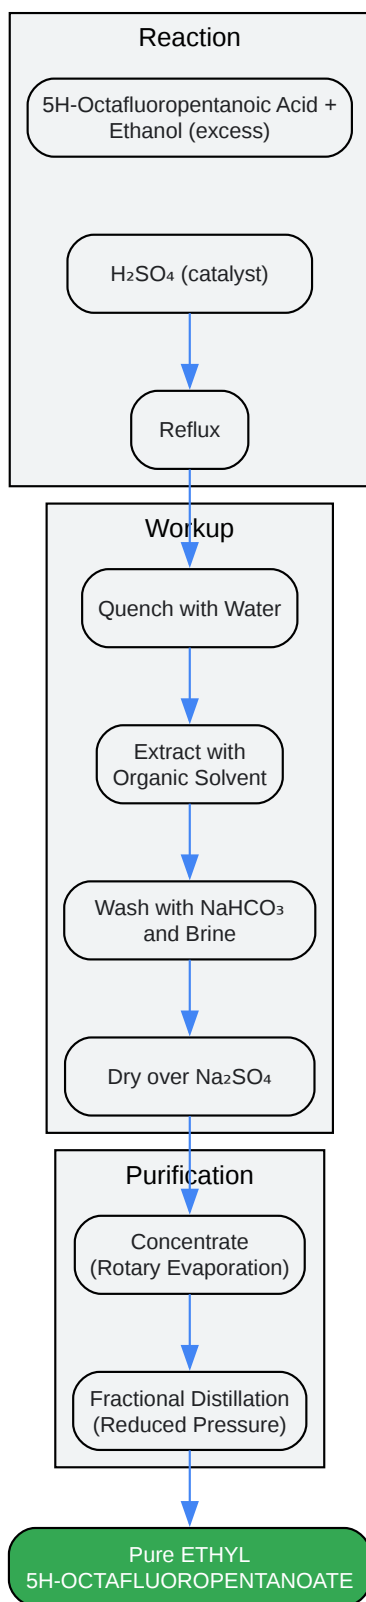 Reaction
5H-Octafluoropentanoic Acid +
Ethanol (excess)
H₂SO₄ (catalyst)
Reflux
Workup
Quench with Water
Extract with
Organic Solvent
Wash with NaHCO₃
and Brine
Dry over Na₂SO₄
Purification
Concentrate
(Rotary Evaporation)
Fractional Distillation
(Reduced Pressure)
Pure ETHYL
5H-OCTAFLUOROPENTANOATE